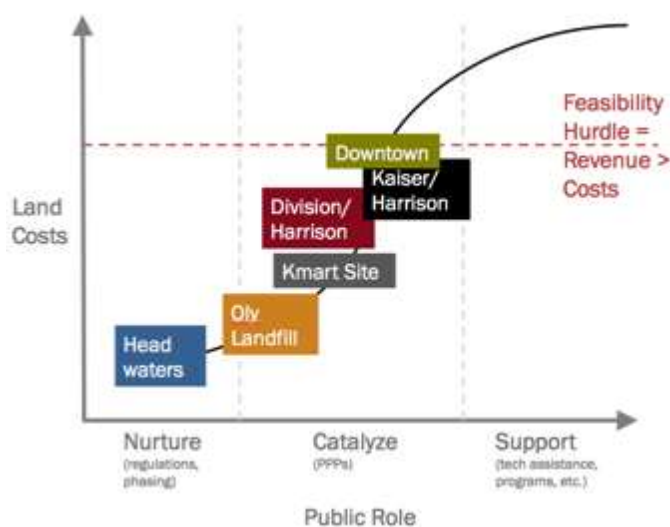 Feasibility
Hurdle =
Revenue >
Costs
Downtown
Kaiser/
Harrison
Division/
Harrison
Land
Costs
Kmart Site
Olv
Landfill
Head
waters
Nurture
(regulations,
phasing)
Catalyze
(PPPs)
Support
(tech assistance,
programs, etc.)
Public Role